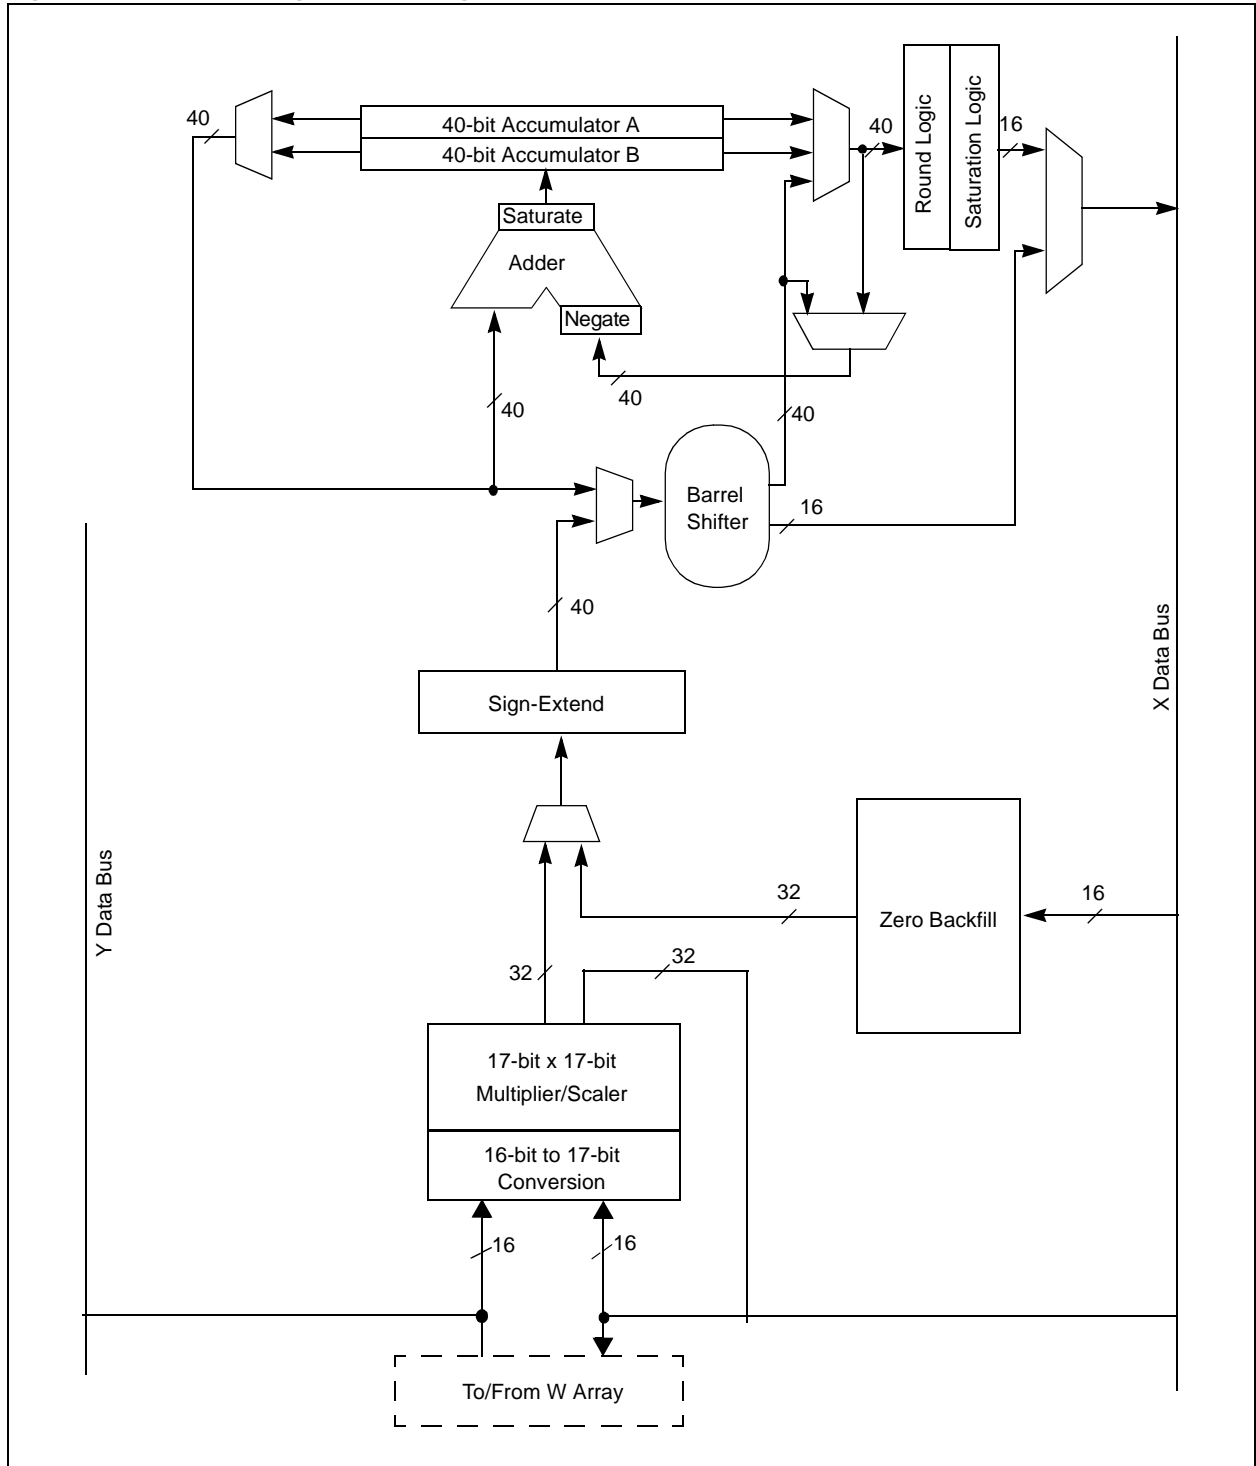 40
40-bit Accumulator A
40-bit Accumulator B
40
Round Logic
Saturation Logic
16
Saturate
Adder
Negate
40
40
40
Barrel
Shifter
16
40
Sign-Extend
X Data Bus
Y Data Bus
32
Zero Backfill
16
32
32
17-bit x 17-bit
Multiplier/Scaler
16-bit to 17-bit
Conversion
16
16
To/From W Array